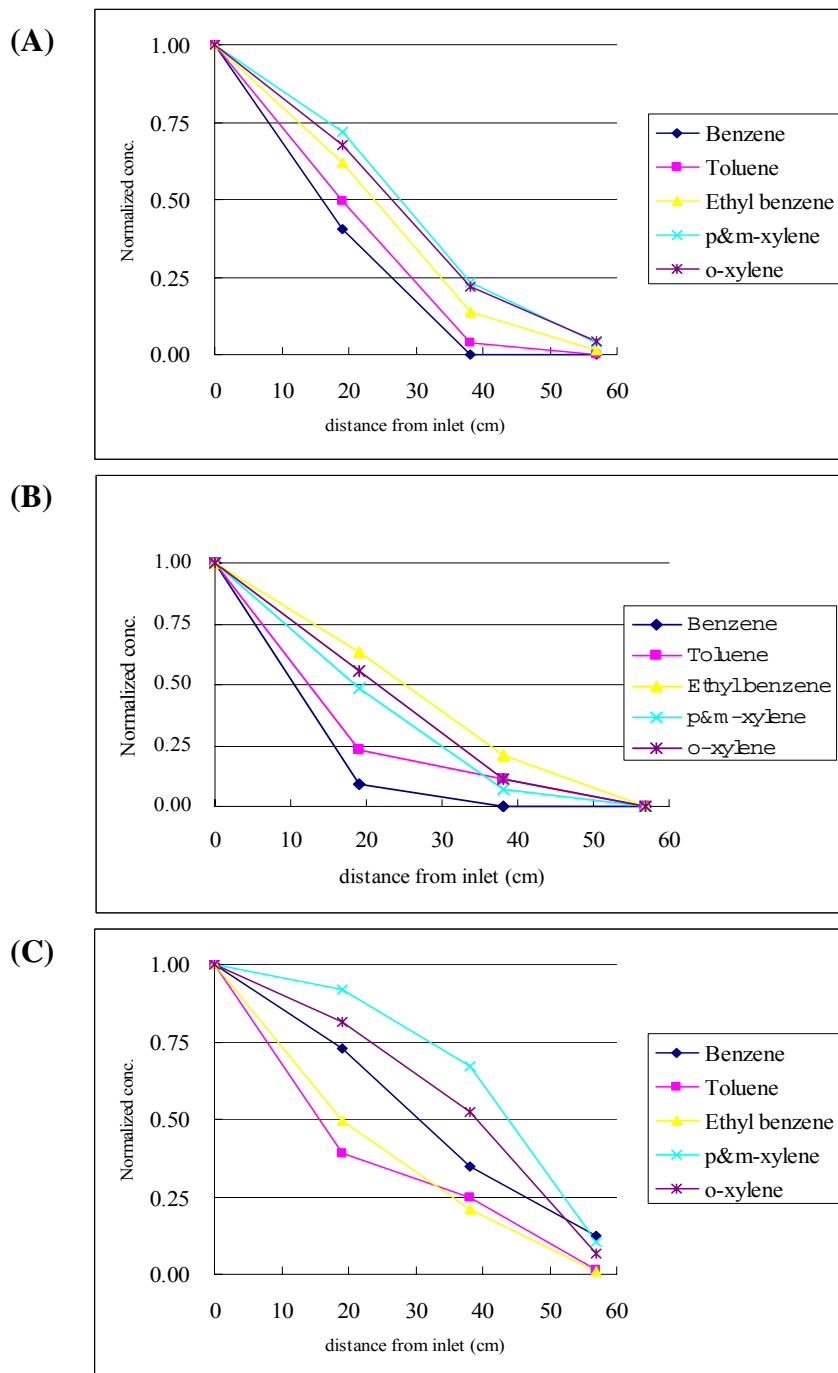 (A)
Normalized conc.
1.00
0.75
0.50
0.25
0.00
0 10 20 30 40 50 60
distance from inlet (cm)
Benzene
Toluene
Ethyl benzene
p&m-xylene
o-xylene
(B)
Normalized conc.
1.00
0.75
0.50
0.25
0.00
0 10 20 30 40 50 60
distance from inlet (cm)
Benzene
Toluene
Ethylbenzene
p&m-xylene
o-xylene
(C)
Normalized conc.
1.00
0.75
0.50
0.25
0.00
0 10 20 30 40 50 60
distance from inlet (cm)
Benzene
Toluene
Ethyl benzene
p&m-xylene
o-xylene